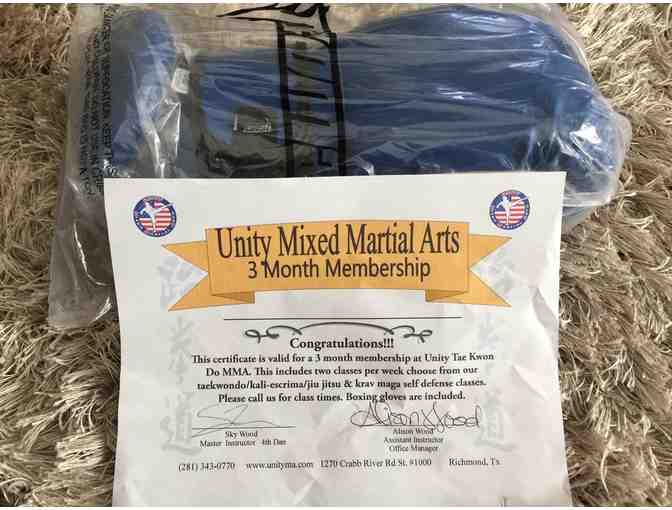 Unity Mixed Martial Arts
3 Month Membership
Congratulations!!!
This certificate is valid for a 3 month membership at Unity Tae Kwon
Do MMA. This includes two classes per week choose from our
taekwondo/kali-escrima/jiu jitsu & krav maga self defense classes.
Please call us for class times. Boxing gloves are included.
Sky Wood
Master Instructor 4th Dan
Alison Wood
Alison Wood
Assistant Instructor
Office Manager
(281) 343-0770 www.unityma.com 1270 Crabb River Rd St. #1000 Richmond, Tx